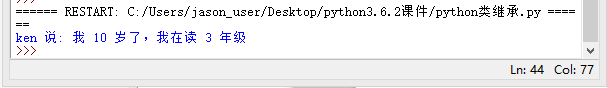 >>>
====== RESTART: C:/Users/jason_user/Desktop/python3.6.2课件/python类继承.py ====
==
ken 说: 我 10 岁了，我在读 3 年级
>>>
Ln: 44 Col: 77